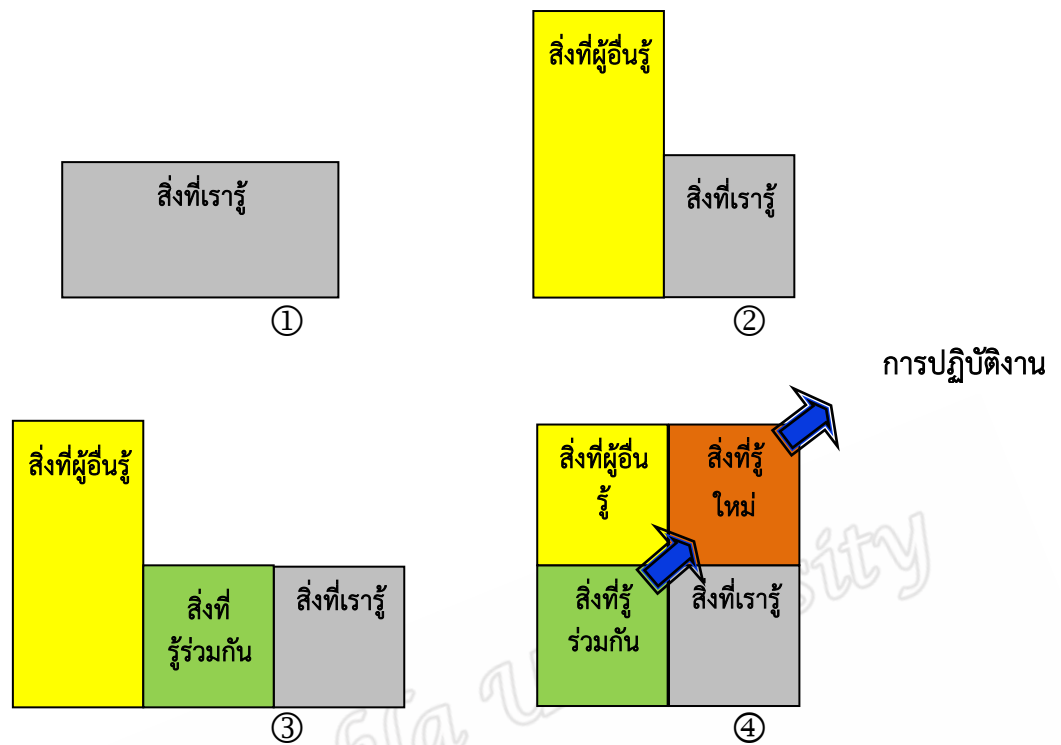 สิ่งที่เรารู้
①
สิ่งที่ผู้อื่นรู้
สิ่งที่เรารู้
②
สิ่งที่ผู้อื่นรู้
สิ่งที่
รู้ร่วมกัน
สิ่งที่เรารู้
③
การปฏิบัติงาน
สิ่งที่ผู้อื่น
รู้
สิ่งที่รู้
ใหม่
สิ่งที่รู้
ร่วมกัน
สิ่งที่เรารู้
④